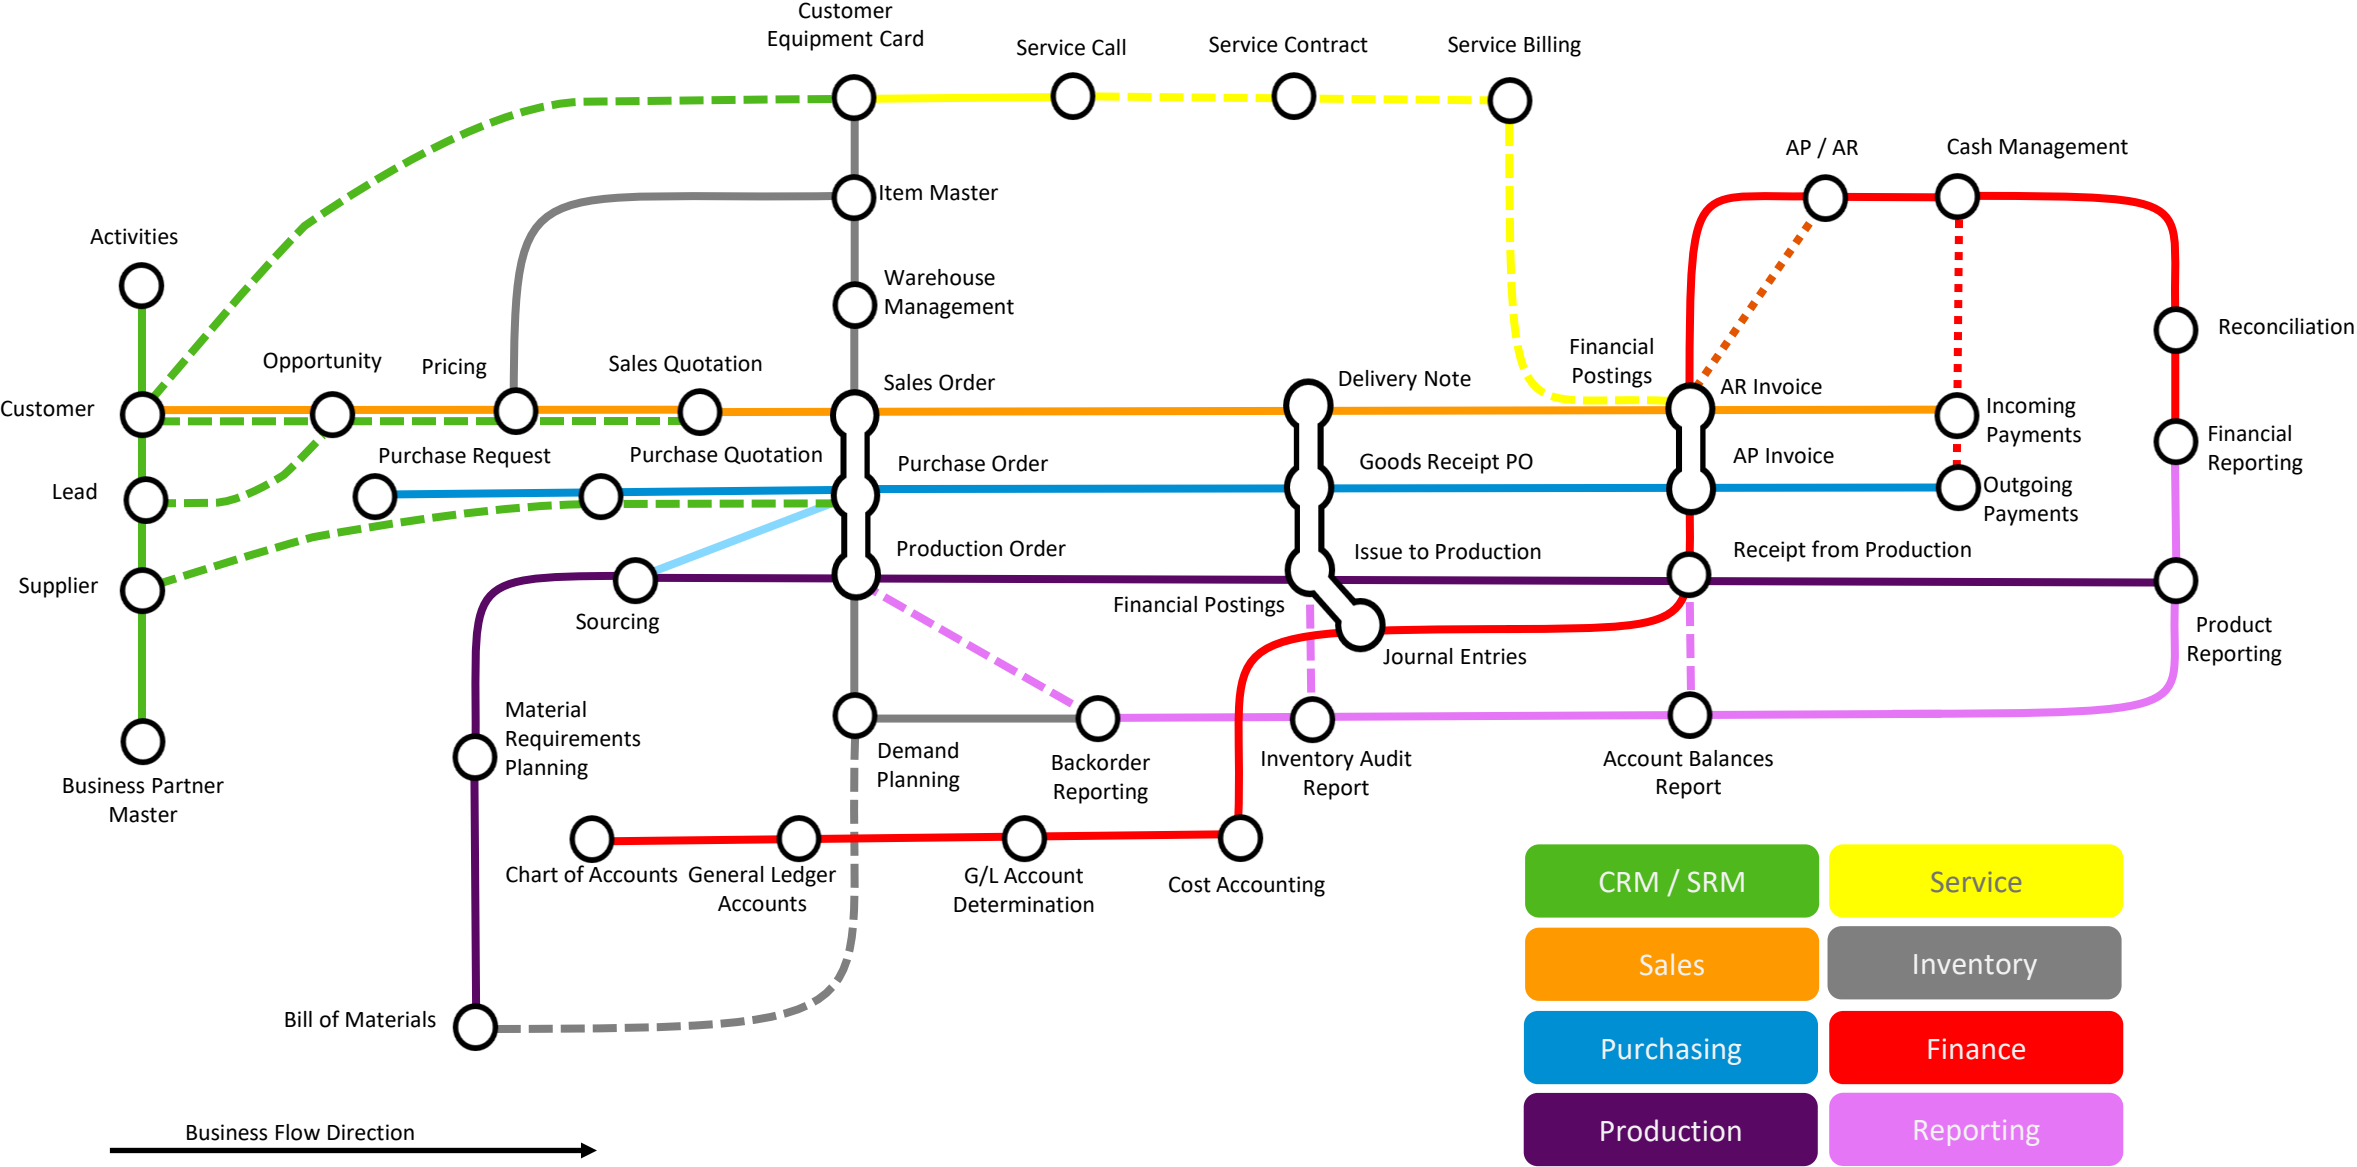 Customer
Equipment Card
Service Call
Service Contract
Service Billing
AP / AR
Cash Management
Item Master
Activities
Warehouse
Management
Reconciliation
Opportunity
Pricing
Sales Quotation
Sales Order
Delivery Note
Financial
Postings
AR Invoice
Customer
Incoming
Payments
Financial
Reporting
Purchase Request
Purchase Quotation
Purchase Order
Goods Receipt PO
AP Invoice
Lead
Outgoing
Payments
Production Order
Issue to Production
Receipt from Production
Supplier
Sourcing
Financial Postings
Journal Entries
Product
Reporting
Material
Requirements
Planning
Demand
Planning
Backorder
Reporting
Inventory Audit
Report
Account Balances
Report
Business Partner
Master
Chart of Accounts
General Ledger
Accounts
G/L Account
Determination
Cost Accounting
CRM / SRM
Service
Sales
Inventory
Bill of Materials
Purchasing
Finance
Production
Reporting
Business Flow Direction